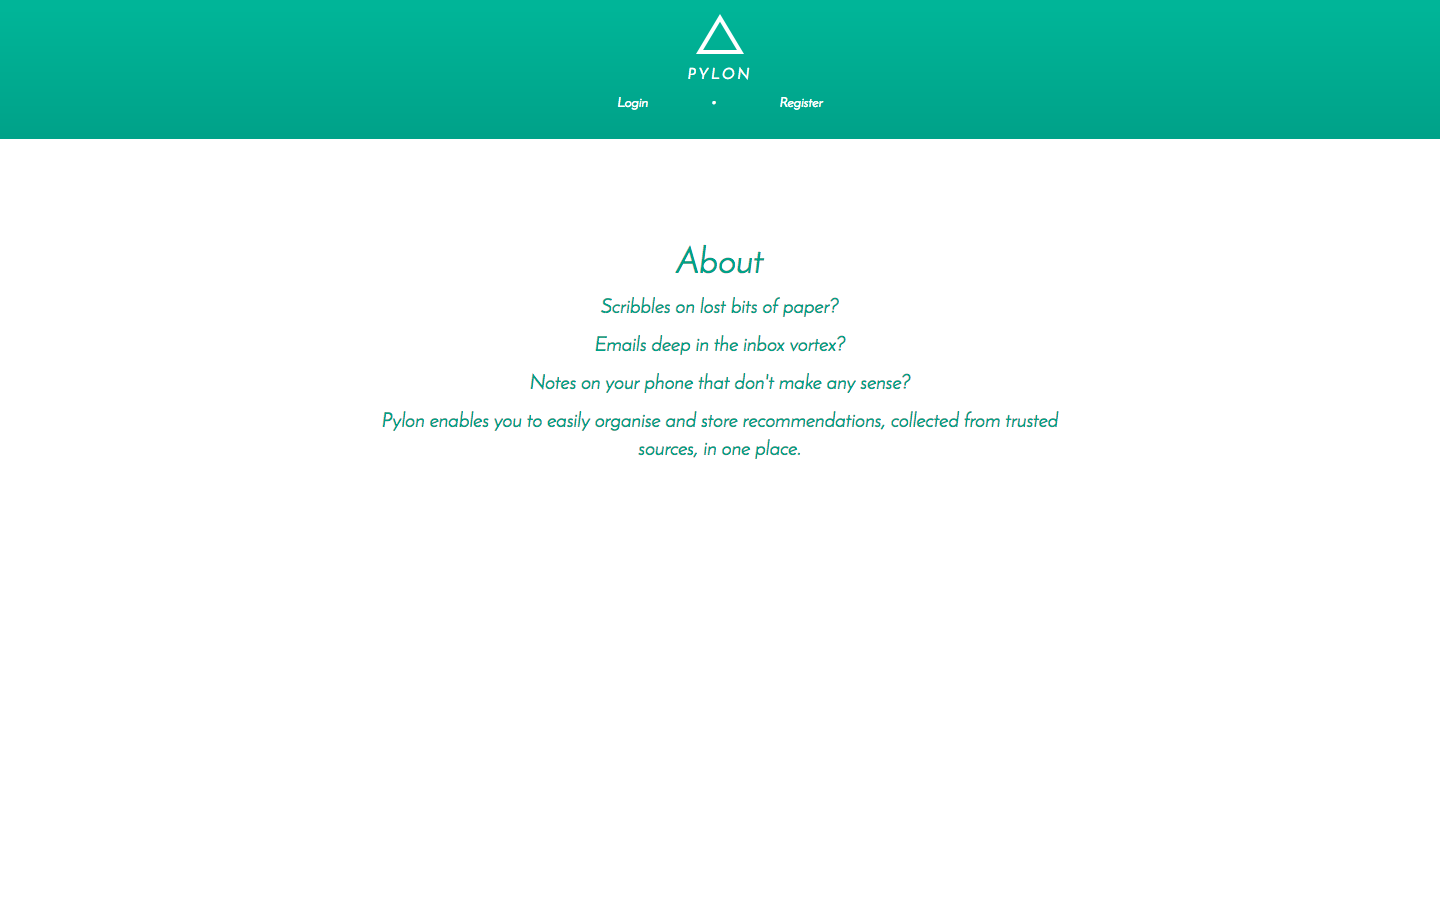 PYLON
Login • Register
About
Scribbles on lost bits of paper?
Emails deep in the inbox vortex?
Notes on your phone that don't make any sense?
Pylon enables you to easily organise and store recommendations, collected from trusted
sources, in one place.